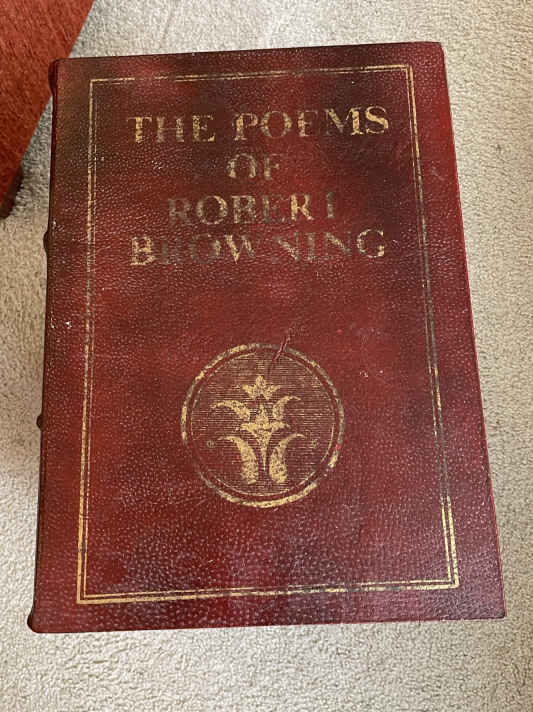 THE POEMS
OF
ROBERT
BROWNING